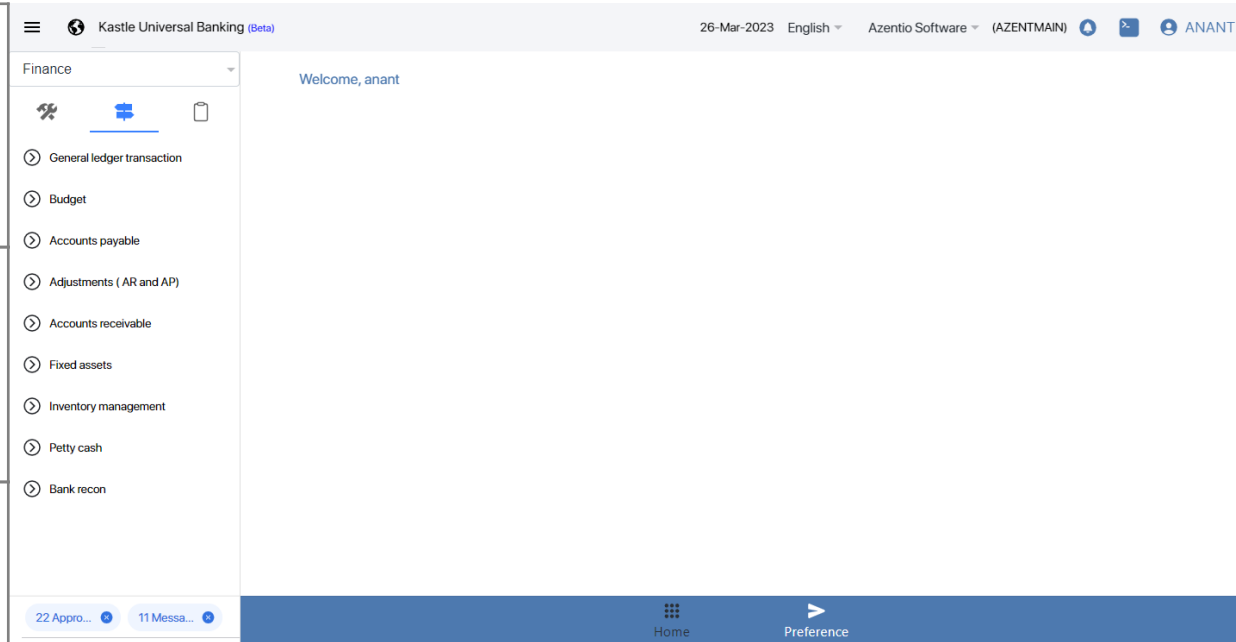 Kastle Universal Banking (Beta) 26-Mar-2023 English Azentio Software (AZENTMAIN) ANANT
Finance
Welcome, anant
General ledger transaction
Budget
Accounts payable
Adjustments ( AR and AP)
Accounts receivable
Fixed assets
Inventory management
Petty cash
Bank recon
22 Appro... 11 Messa...
Home Preference